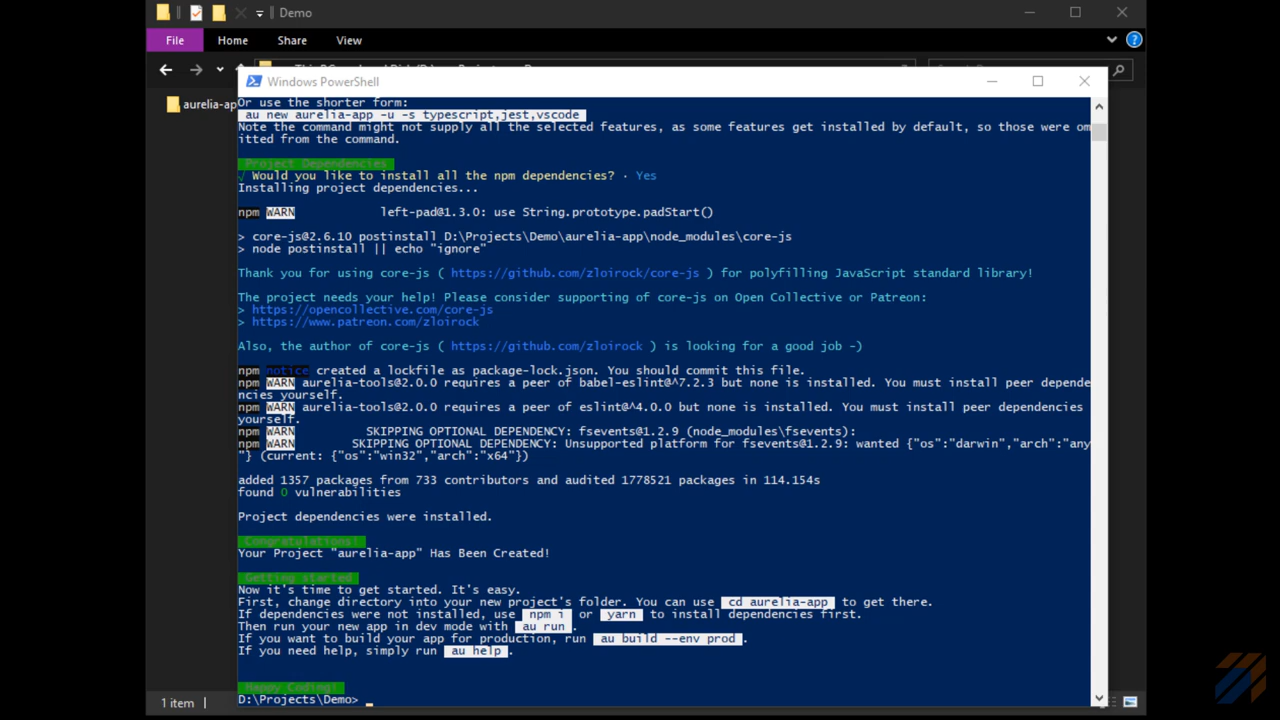 Demo
File Home Share View
aurelia-ap
Windows PowerShell
Or use the shorter form:
au new aurelia-app -u -s typescript,jest,vscode
Note the command might not supply all the selected features, as some features get installed by default, so those were om
itted from the command.
Project Dependencies
√ Would you like to install all the npm dependencies? · Yes
Installing project dependencies...
npm WARN left-pad@1.3.0: use String.prototype.padStart()
> core-js@2.6.10 postinstall D:\Projects\Demo\aurelia-app\node_modules\core-js
> node postinstall || echo "ignore"
Thank you for using core-js ( https://github.com/zloirock/core-js ) for polyfilling JavaScript standard library!
The project needs your help! Please consider supporting of core-js on Open Collective or Patreon:
> https://opencollective.com/core-js
> https://www.patreon.com/zloirock
Also, the author of core-js ( https://github.com/zloirock ) is looking for a good job -)
npm notice created a lockfile as package-lock.json. You should commit this file.
npm WARN aurelia-tools@2.0.0 requires a peer of babel-eslint@^7.2.3 but none is installed. You must install peer depende
ncies yourself.
npm WARN aurelia-tools@2.0.0 requires a peer of eslint@^4.0.0 but none is installed. You must install peer dependencies
yourself.
npm WARN SKIPPING OPTIONAL DEPENDENCY: fsevents@1.2.9 (node_modules\fsevents):
npm WARN SKIPPING OPTIONAL DEPENDENCY: Unsupported platform for fsevents@1.2.9: wanted {"os":"darwin","arch":"any
"} (current: {"os":"win32","arch":"x64"})
added 1357 packages from 733 contributors and audited 1778521 packages in 114.154s
found 0 vulnerabilities
Project dependencies were installed.
Congratulations!
Your Project "aurelia-app" Has Been Created!
Getting started
Now it's time to get started. It's easy.
First, change directory into your new project's folder. You can use cd aurelia-app to get there.
If dependencies were not installed, use npm i or yarn to install dependencies first.
Then run your new app in dev mode with au run .
If you want to build your app for production, run au build --env prod .
If you need help, simply run au help .
Happy Coding!
D:\Projects\Demo>
1 item